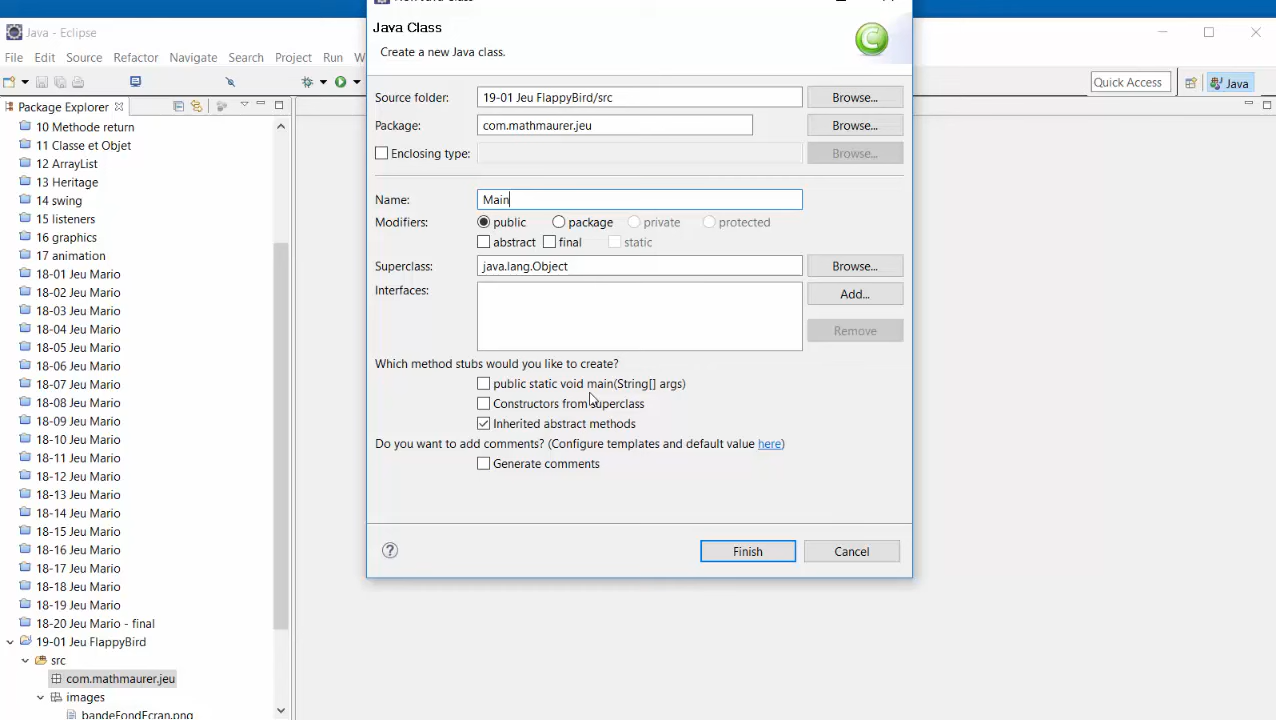 Java - Eclipse
File Edit Source Refactor Navigate Search Project Run W
Quick Access
Java
Package Explorer
10 Methode return
11 Classe et Objet
12 ArrayList
13 Heritage
14 swing
15 listeners
16 graphics
17 animation
18-01 Jeu Mario
18-02 Jeu Mario
18-03 Jeu Mario
18-04 Jeu Mario
18-05 Jeu Mario
18-06 Jeu Mario
18-07 Jeu Mario
18-08 Jeu Mario
18-09 Jeu Mario
18-10 Jeu Mario
18-11 Jeu Mario
18-12 Jeu Mario
18-13 Jeu Mario
18-14 Jeu Mario
18-15 Jeu Mario
18-16 Jeu Mario
18-17 Jeu Mario
18-18 Jeu Mario
18-19 Jeu Mario
18-20 Jeu Mario - final
19-01 Jeu FlappyBird
src
com.mathmaurer.jeu
images
bandeFondEcran.png
Java Class
Create a new Java class.
C
Source folder: 19-01 Jeu FlappyBird/src Browse...
Package: com.mathmaurer.jeu Browse...
Enclosing type: Browse...
Name: Main
Modifiers: public package private protected
abstract final static
Superclass: java.lang.Object Browse...
Interfaces: Add...
Remove
Which method stubs would you like to create?
public static void main(String[] args)
Constructors from superclass
Inherited abstract methods
Do you want to add comments? (Configure templates and default value here)
Generate comments
?
Finish Cancel